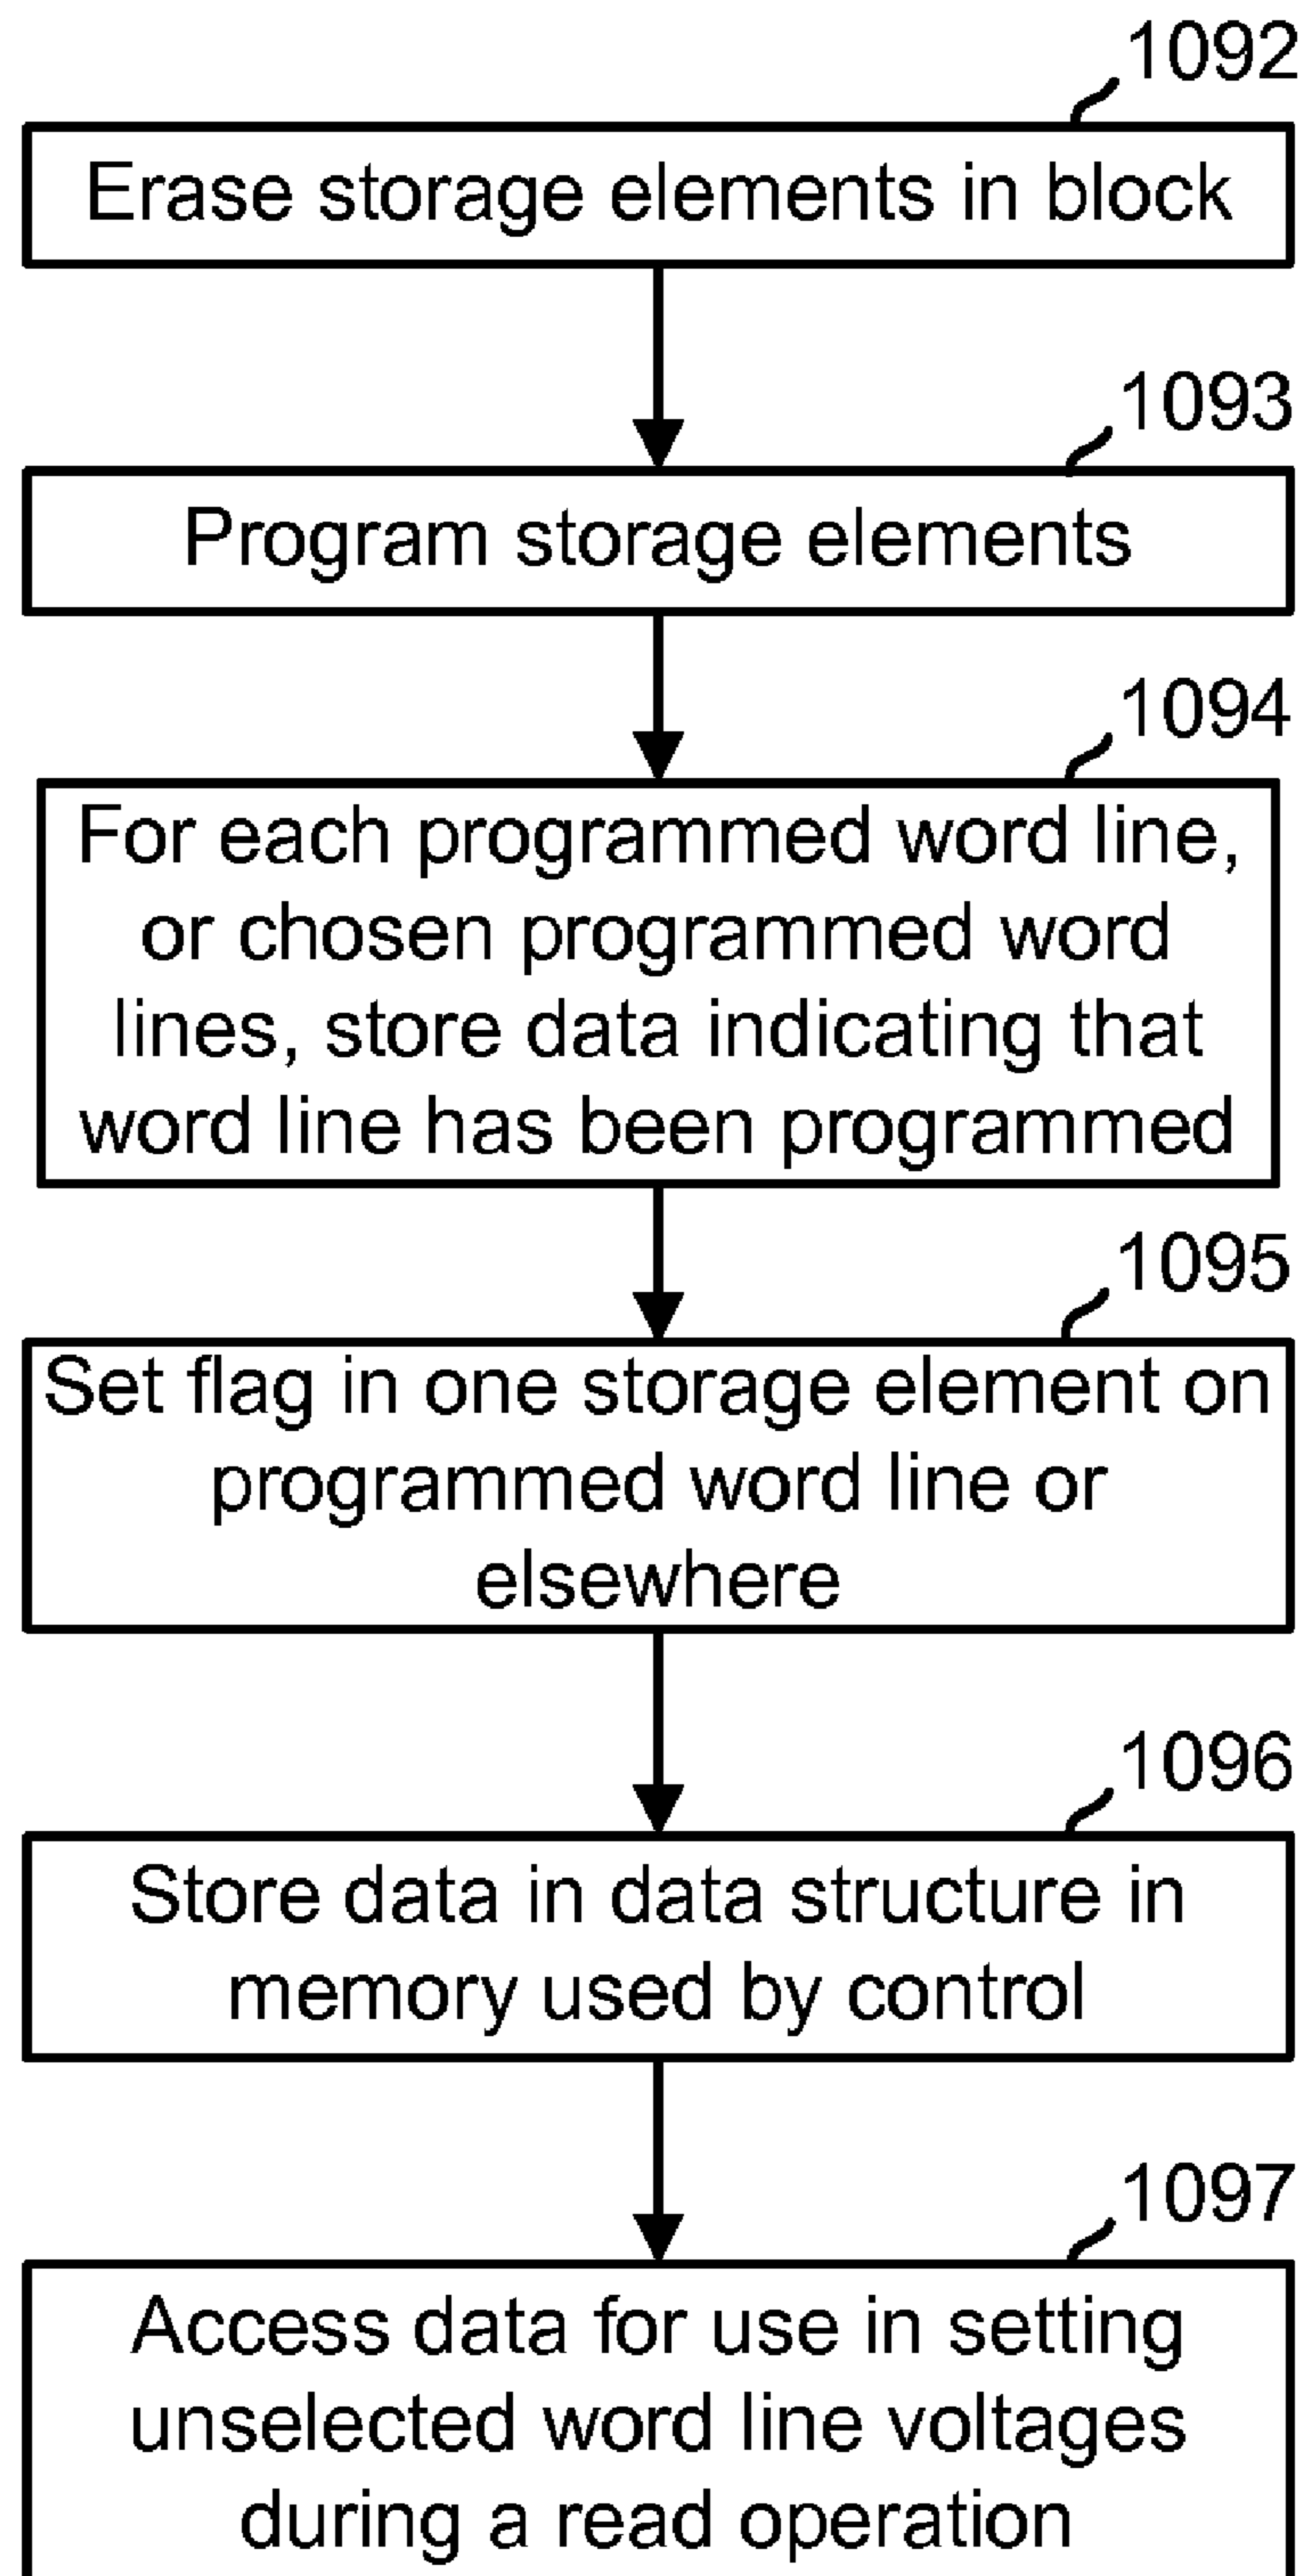 1092
Erase storage elements in block
1093
Program storage elements
1094
For each programmed word line,
or chosen programmed word
lines, store data indicating that
word line has been programmed
1095
Set flag in one storage element on
programmed word line or
elsewhere
1096
Store data in data structure in
memory used by control
1097
Access data for use in setting
unselected word line voltages
during a read operation